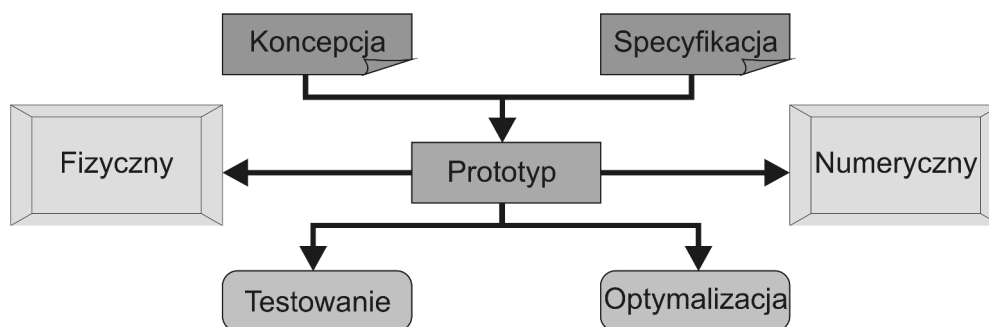 Koncepcja
Specyfikacja
Fizyczny
Prototyp
Numeryczny
Testowanie
Optymalizacja